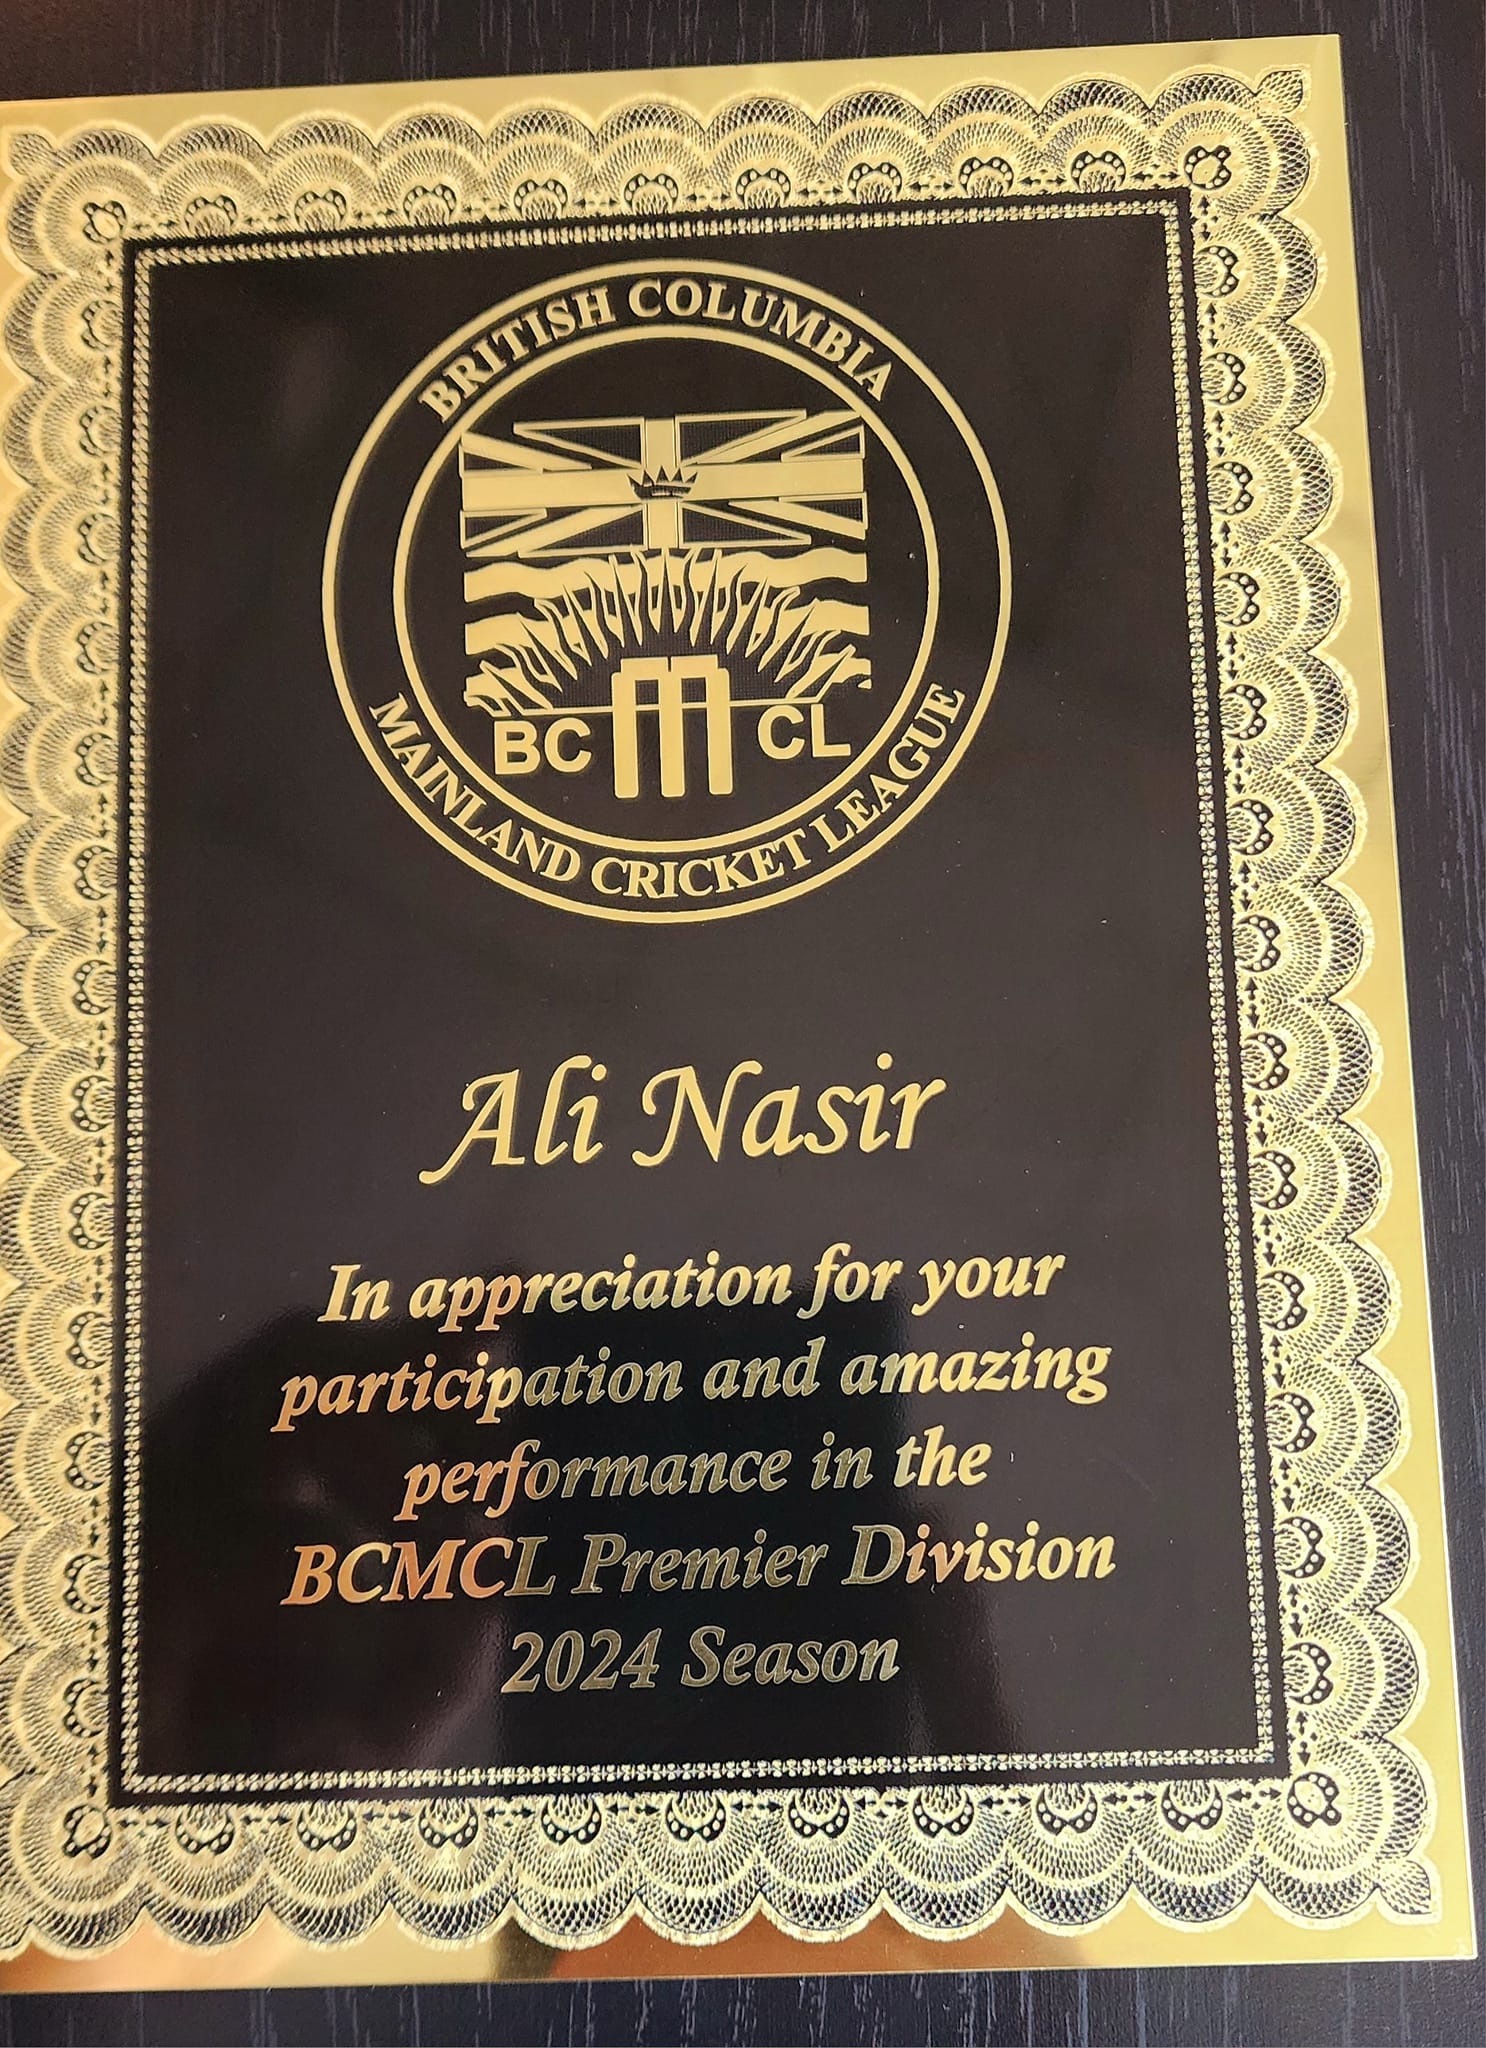 BRITISH COLUMBIA
BC CL
MAINLAND CRICKET LEAGUE
Ali Nasir
In appreciation for your
participation and amazing
performance in the
BCMCL Premier Division
2024 Season